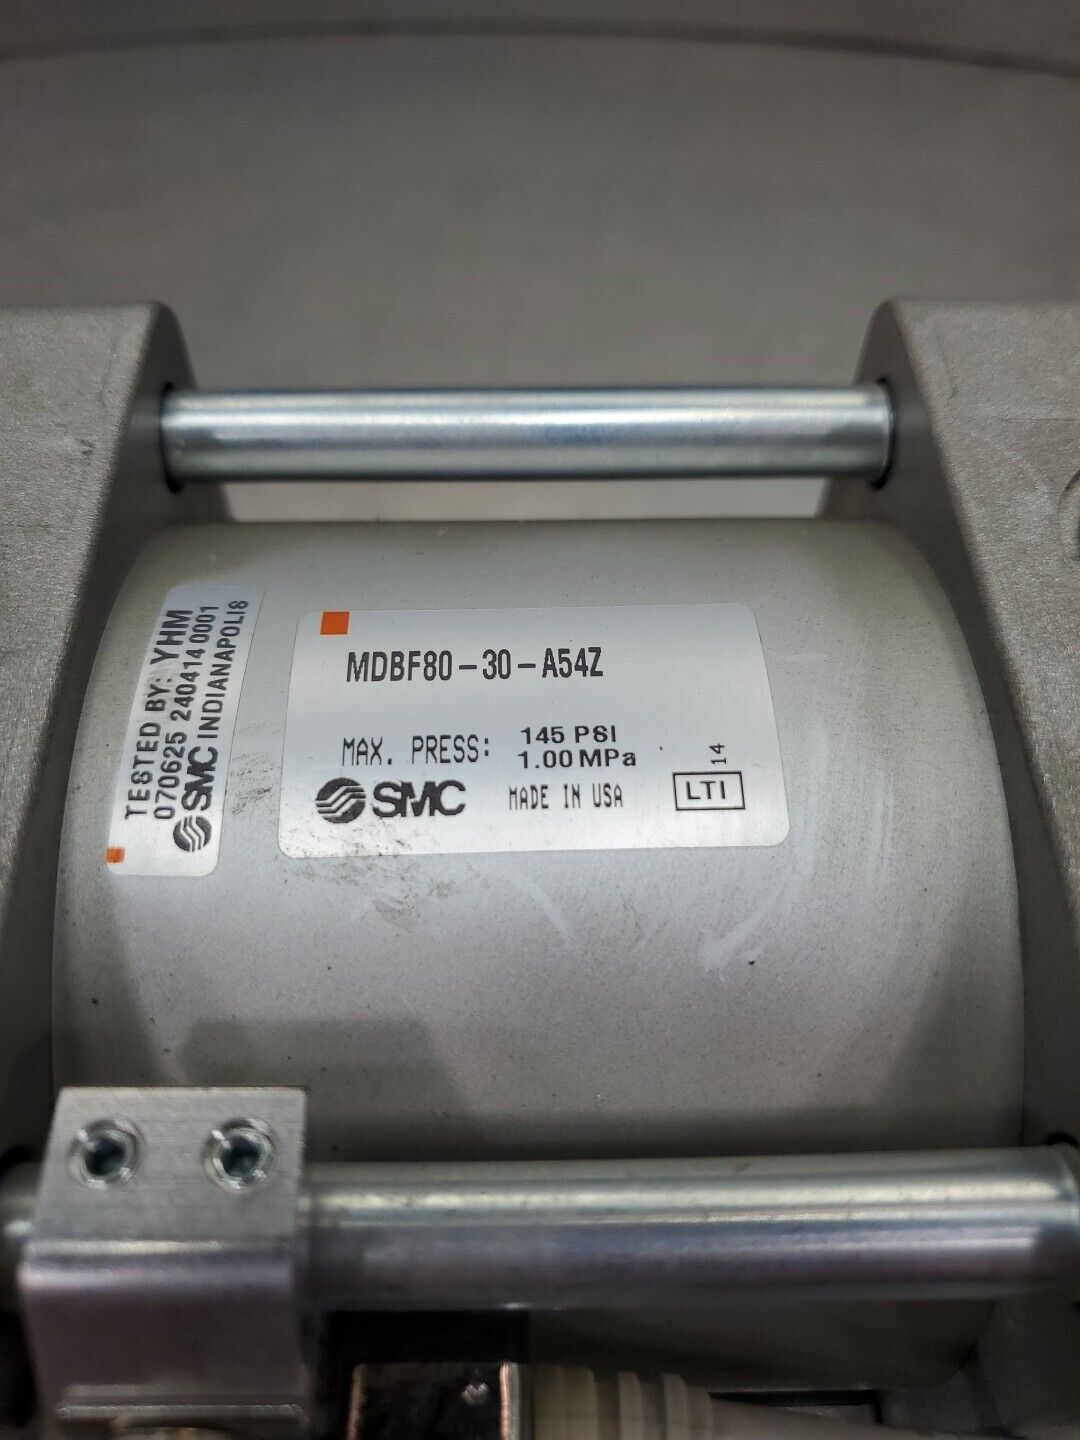 TESTED BY: YHM
070625 240414 0001
SMC INDIANAPOLIS
MDBF80-30-A54Z
MAX. PRESS: 145 PSI
1.00 MPa
SMC MADE IN USA
LTI 14